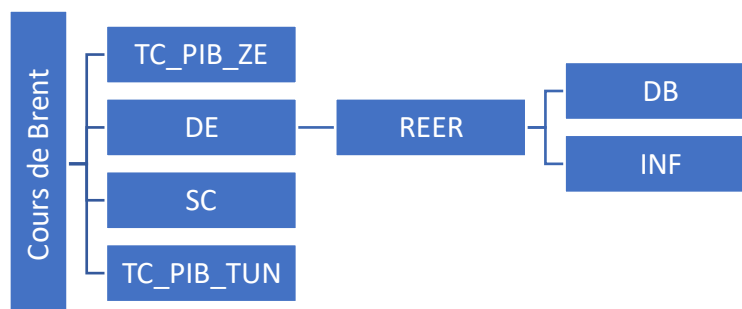 Cours de Brent
TC_PIB_ZE
DE
SC
TC_PIB_TUN
REER
DB
INF